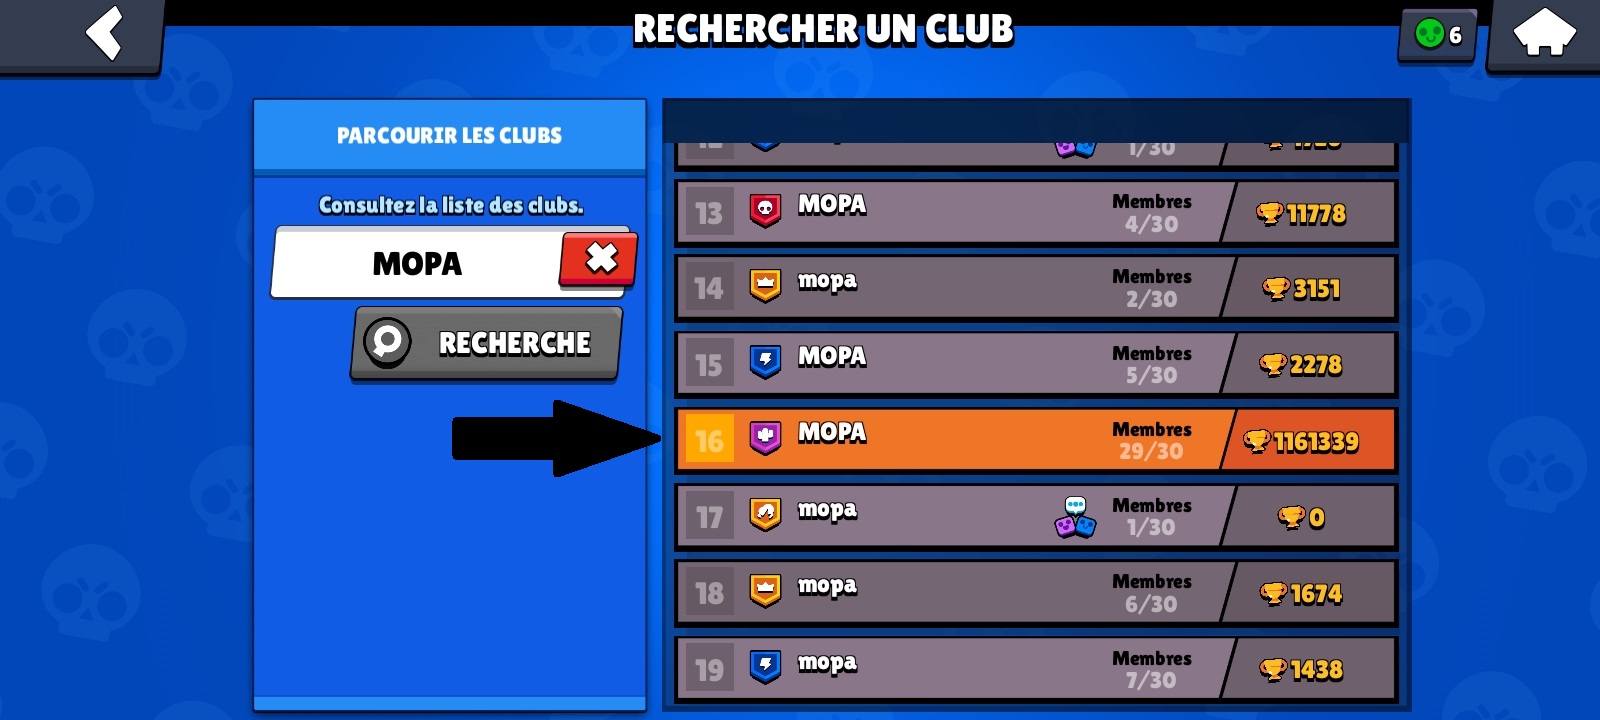 RECHERCHER UN CLUB
6
PARCOURIR LES CLUBS
Consultez la liste des clubs.
MOPA
RECHERCHE
1/30
13 MOPA Membres 4/30 11778
14 mopa Membres 2/30 3151
15 MOPA Membres 5/30 2278
16 MOPA Membres 29/30 1161339
17 mopa Membres 1/30 0
18 mopa Membres 6/30 1674
19 mopa Membres 7/30 1438